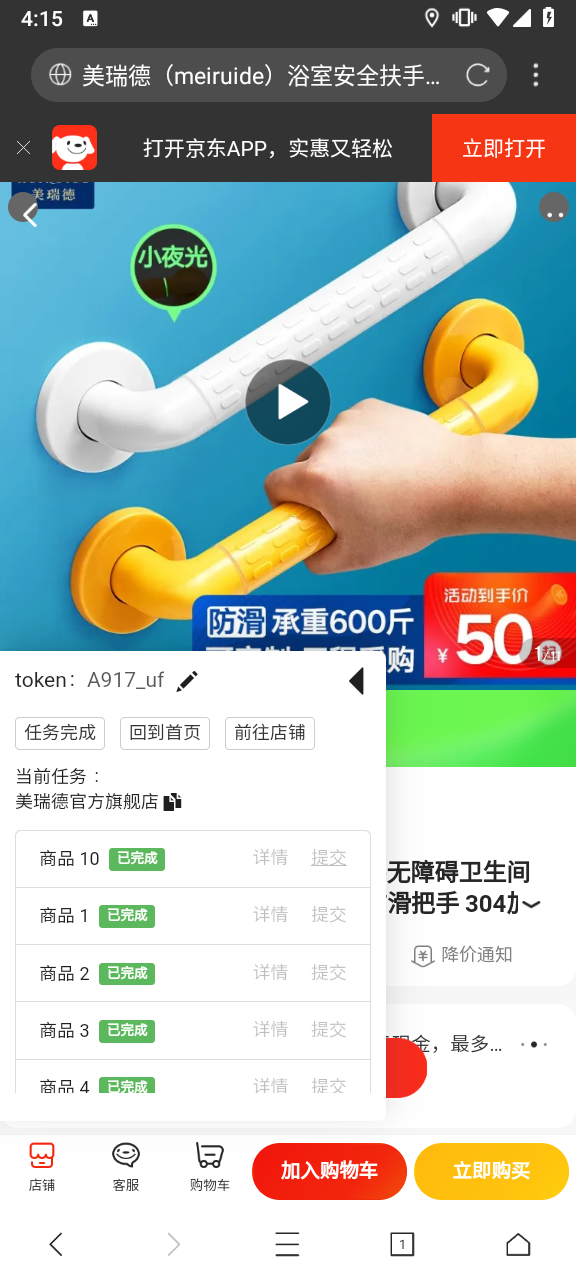 4:15
A
美瑞德（meiruide）浴室安全扶手...
打开京东APP，实惠又轻松
立即打开
美瑞德
小夜光
防滑 承重600斤
活动到手价
¥50起
token： A917_uf
任务完成
回到首页
前往店铺
当前任务：
美瑞德官方旗舰店
商品 10 已完成 详情 提交
商品 1 已完成 详情 提交
商品 2 已完成 详情 提交
商品 3 已完成 详情 提交
商品 4 已完成 详情 提交
无障碍卫生间
滑把手 304加
¥ 降价通知
现金，最多...
店铺
客服
购物车
加入购物车
立即购买
1